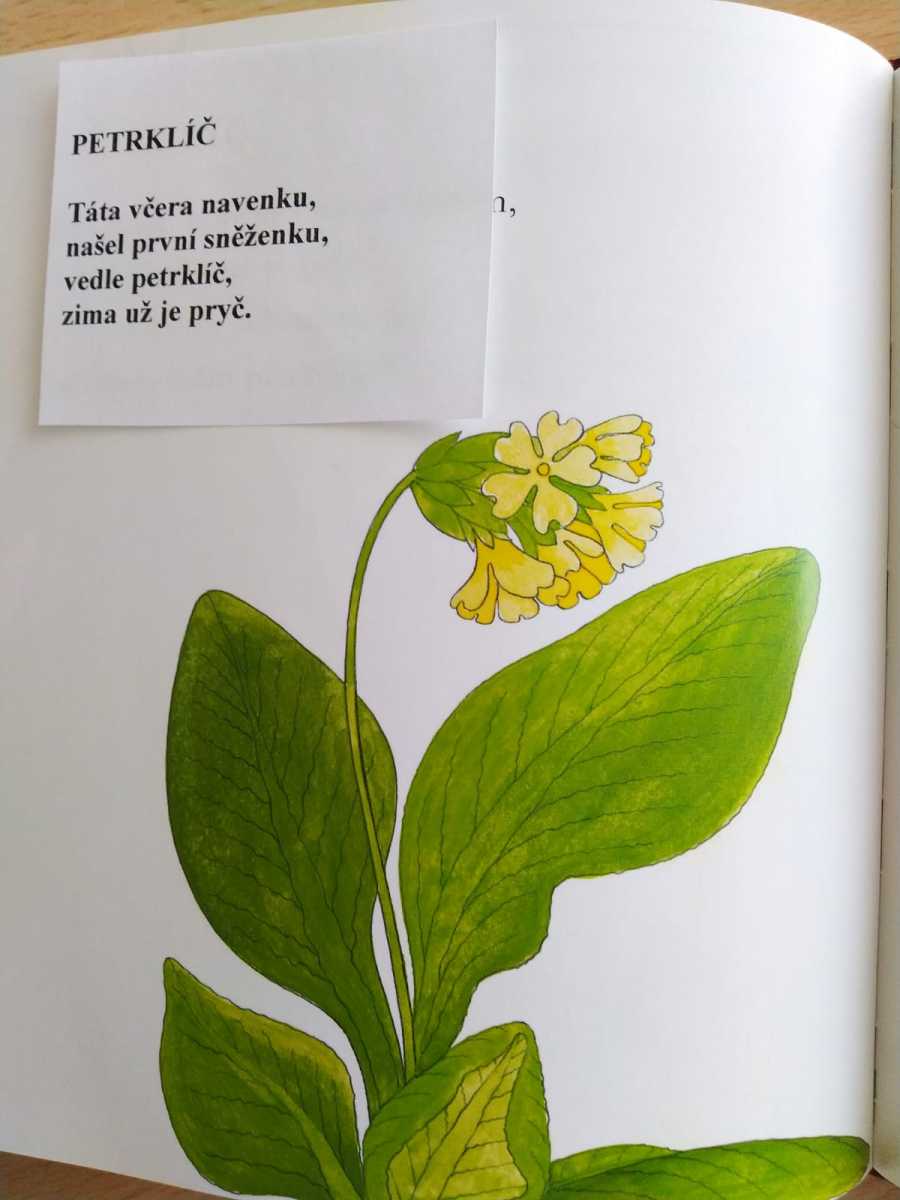 PETRKLÍČ
Táta včera navenku,
našel první sněženku,
vedle petrklíč,
zima už je pryč.